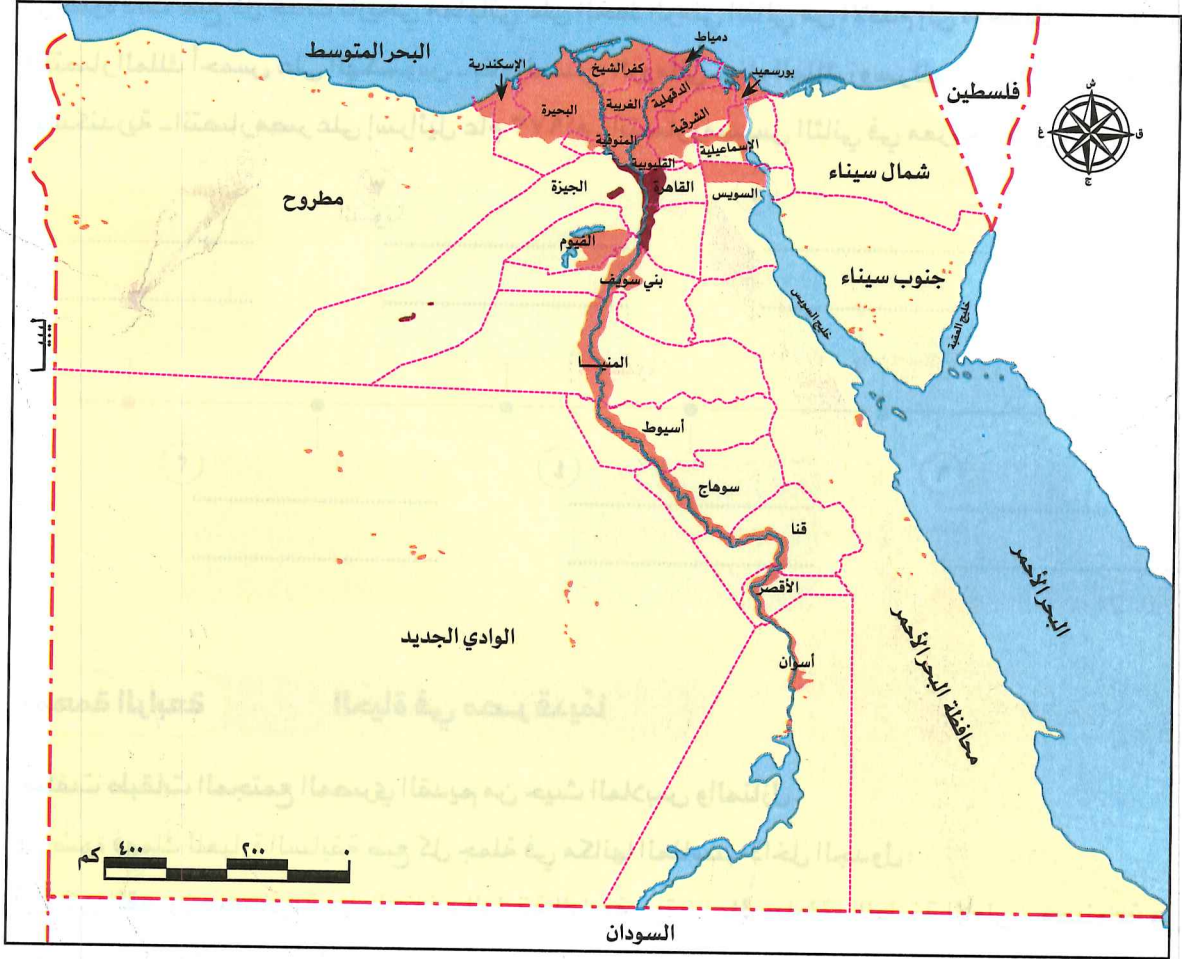 البحر المتوسط
دمياط
الإسكندرية
كفر الشيخ
بورسعيد
فلسطين
البحيرة
الغربية
الدقهلية
الشرقية
المنوفية
الإسماعيلية
القليوبية
شمال سيناء
مطروح
الجيزة
القاهرة
السويس
الفيوم
بني سويف
جنوب سيناء
خليج السويس
خليج العقبة
ليبيا
المنيا
أسيوط
سوهاج
قنا
الأقصر
البحر الأحمر
الوادي الجديد
أسوان
محافظة البحر الأحمر
ش
غ
ق
ج
كم ٤٠٠ ٢٠٠ ٠
السودان